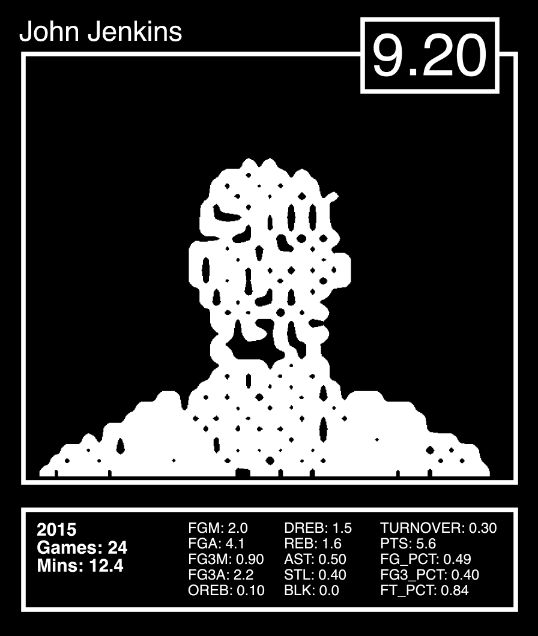 John Jenkins
9.20
2015
Games: 24
Mins: 12.4
FGM: 2.0
FGA: 4.1
FG3M: 0.90
FG3A: 2.2
OREB: 0.10
DREB: 1.5
REB: 1.6
AST: 0.50
STL: 0.40
BLK: 0.0
TURNOVER: 0.30
PTS: 5.6
FG_PCT: 0.49
FG3_PCT: 0.40
FT_PCT: 0.84